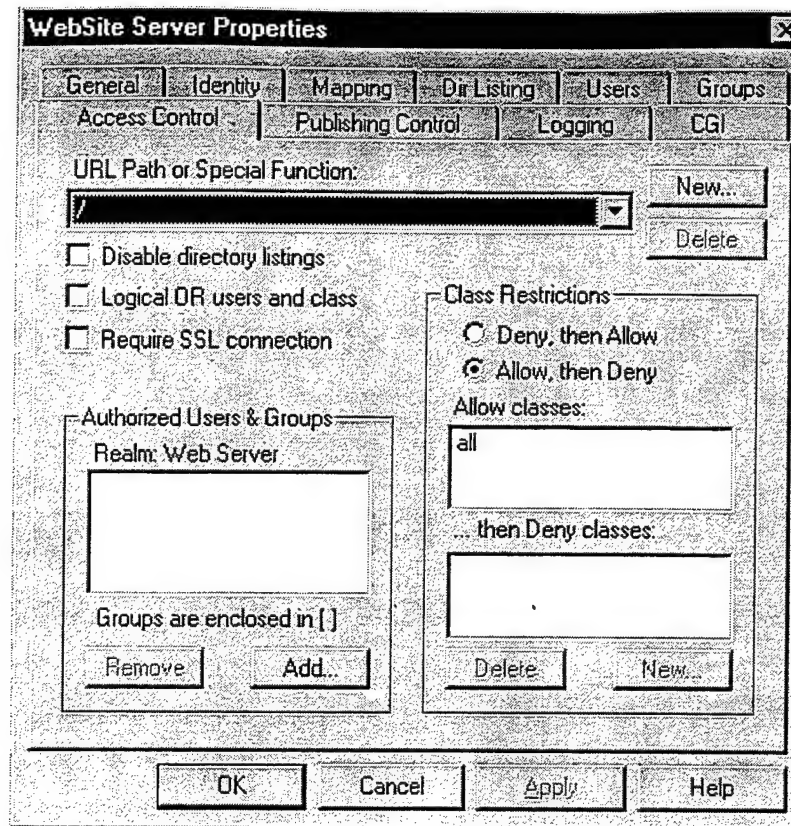 WebSite Server Properties
General Identity Mapping Dir Listing Users Groups
Access Control Publishing Control Logging CGI
URL Path or Special Function:
/
New...
Delete
Disable directory listings
Logical OR users and class
Require SSL connection
Class Restrictions
Deny, then Allow
Allow, then Deny
Allow classes:
all
... then Deny classes:
Delete New...
Authorized Users & Groups
Realm: Web Server
Groups are enclosed in [ ]
Remove Add...
OK Cancel Apply Help